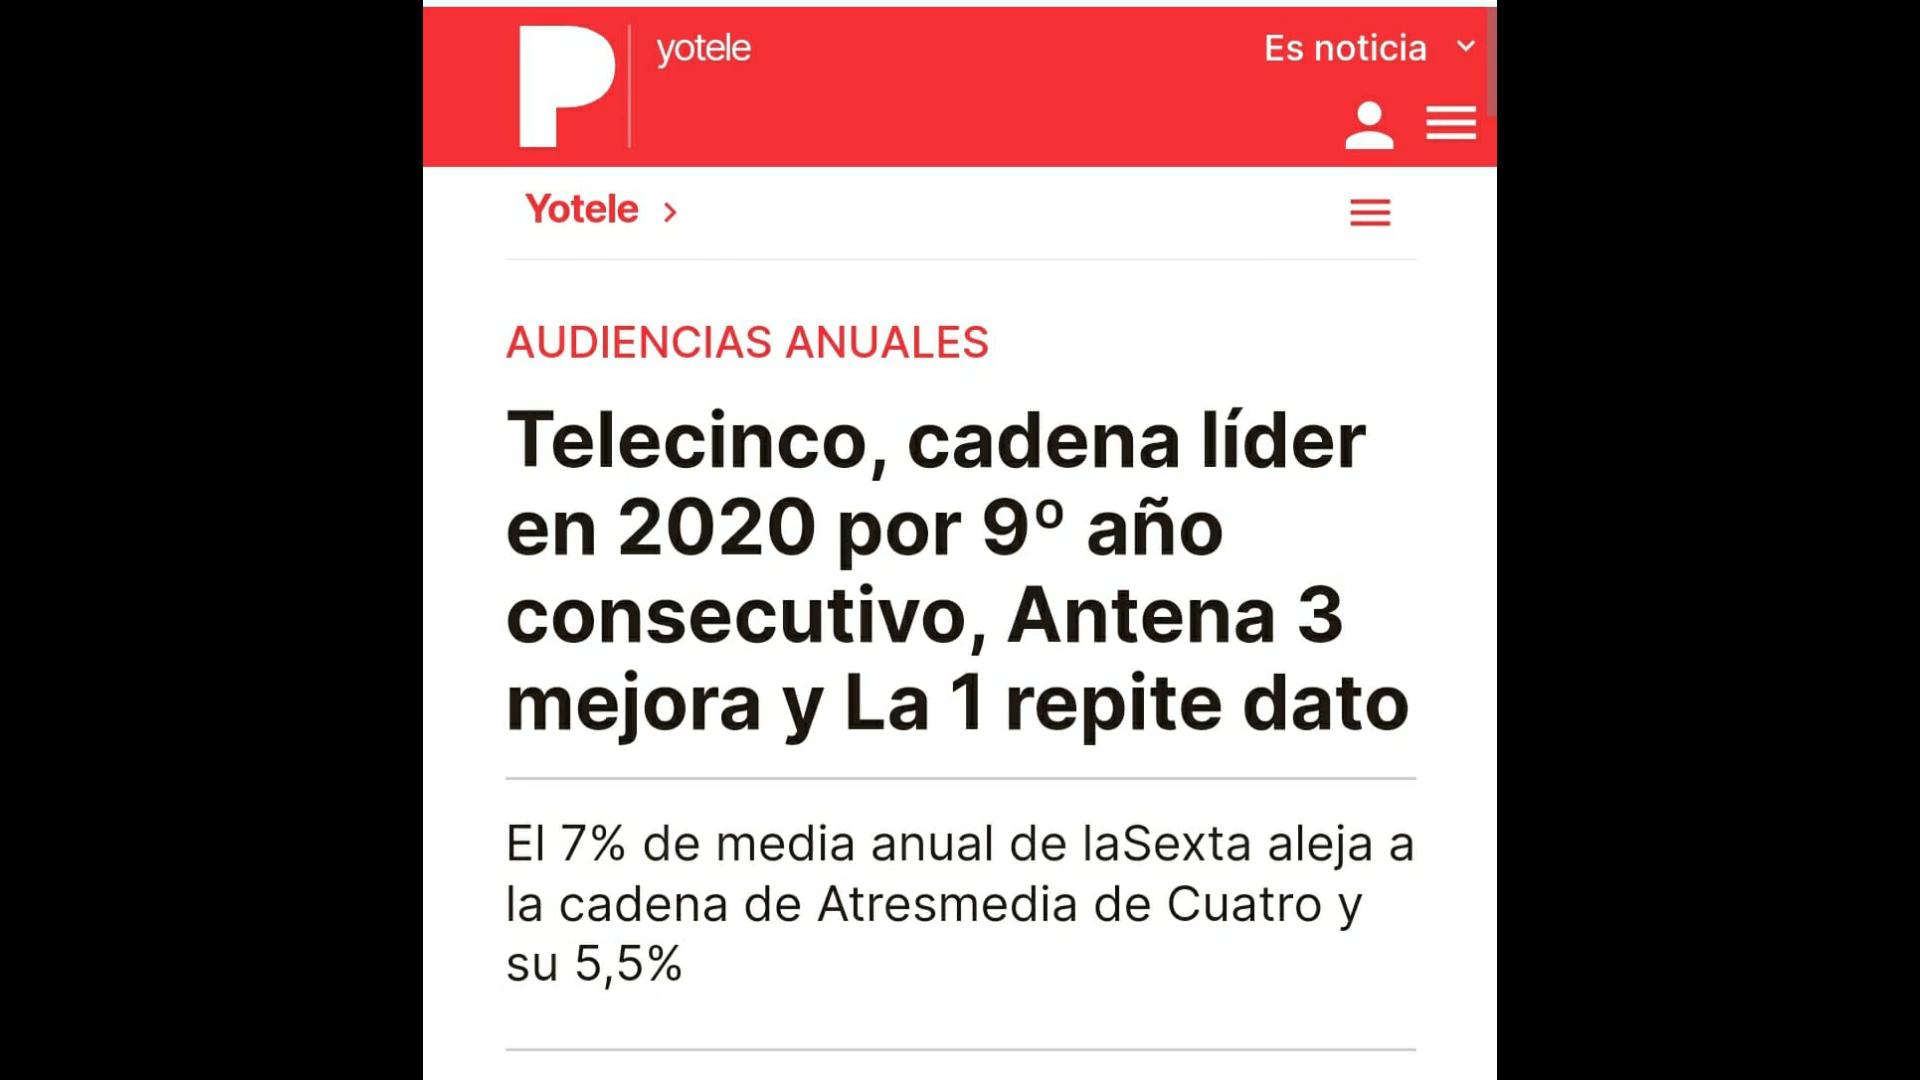 P yotele
Es noticia
Yotele
AUDIENCIAS ANUALES
Telecinco, cadena líder
en 2020 por 9º año
consecutivo, Antena 3
mejora y La 1 repite dato
El 7% de media anual de laSexta aleja a
la cadena de Atresmedia de Cuatro y
su 5,5%